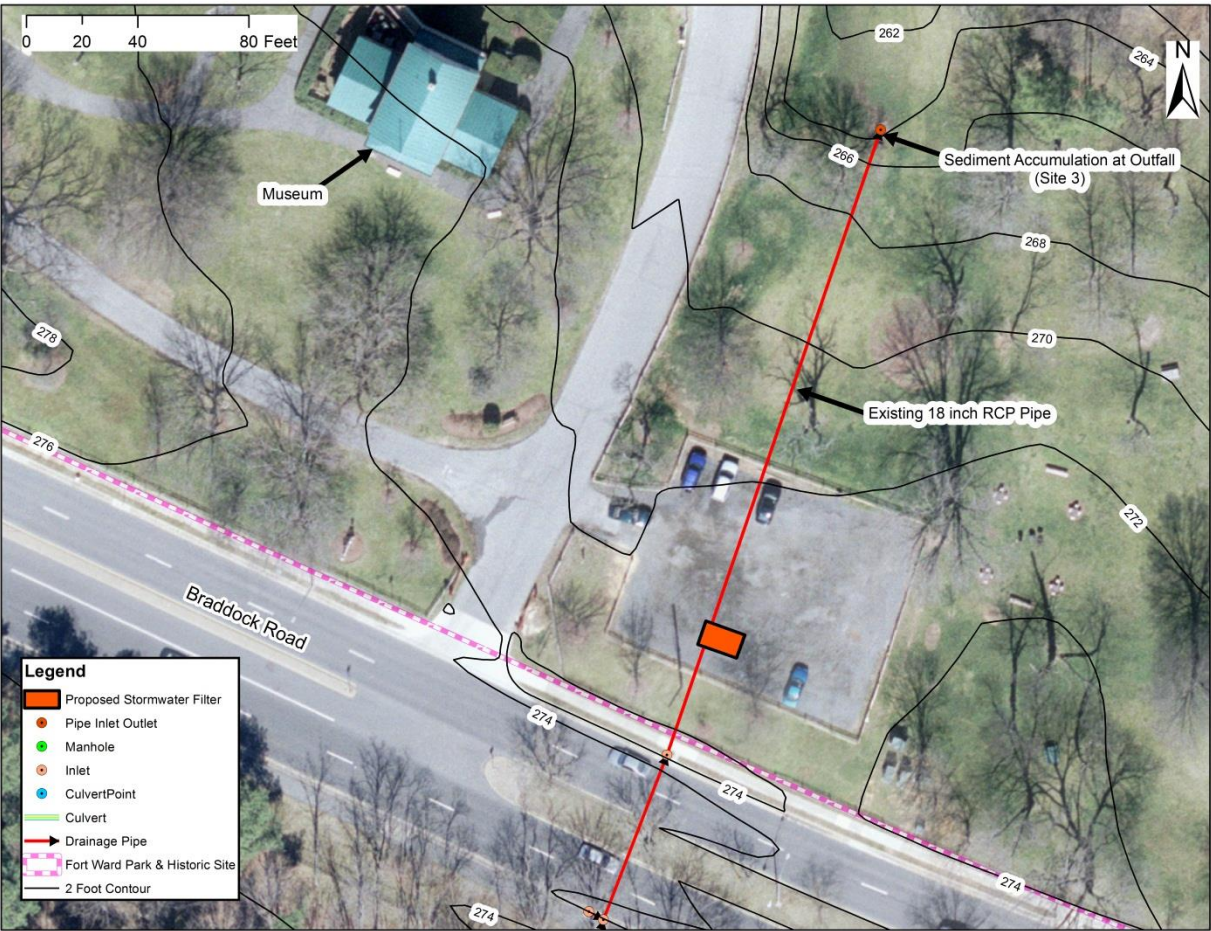 0 20 40 80 Feet
262
264
N
266
Sediment Accumulation at Outfall
(Site 3)
Museum
268
278
270
Existing 18 inch RCP Pipe
276
272
Braddock Road
274
274
274
274
Legend
Proposed Stormwater Filter
Pipe Inlet Outlet
Manhole
Inlet
CulvertPoint
Culvert
Drainage Pipe
Fort Ward Park & Historic Site
2 Foot Contour